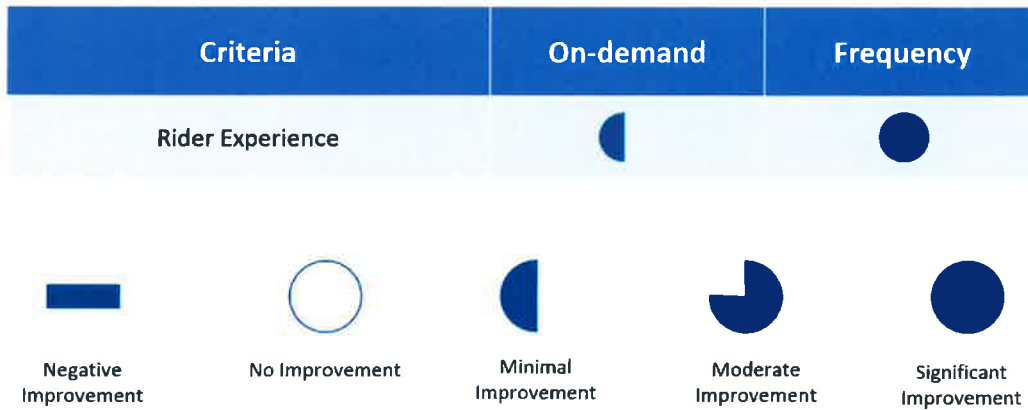 Criteria On-demand Frequency
Rider Experience
Negative Improvement
No Improvement
Minimal Improvement
Moderate Improvement
Significant Improvement